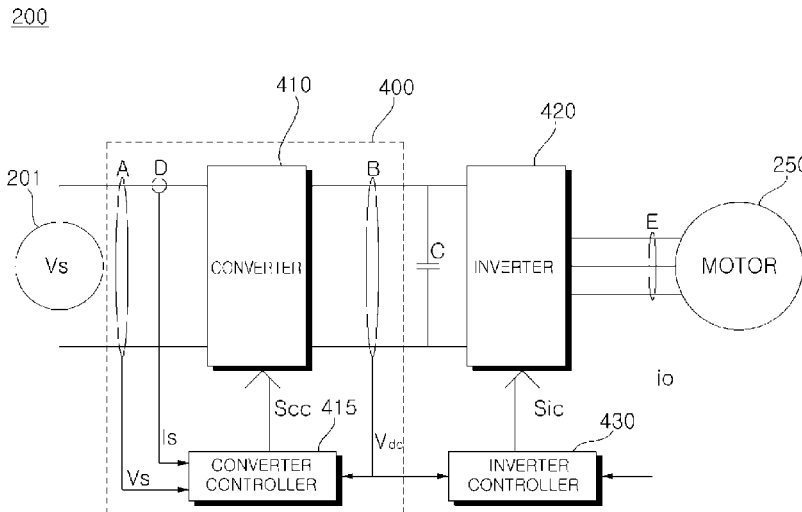 200
410
400
420
201
A
D
B
E
250
Vs
CONVERTER
C
INVERTER
MOTOR
io
Scc
415
Sic
430
Is
Vdc
CONVERTER
CONTROLLER
INVERTER
CONTROLLER
Vs